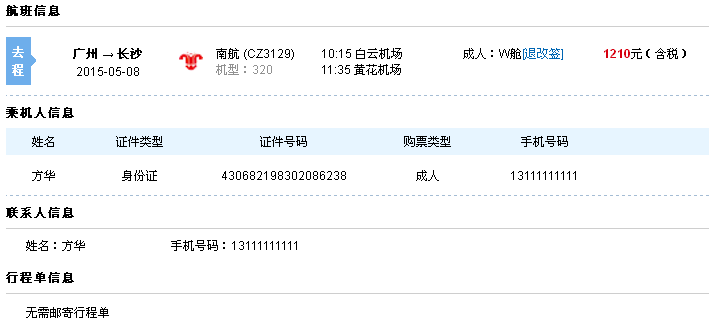 航班信息
去程
广州 → 长沙
2015-05-08
南航 (CZ3129)
机型：320
10:15 白云机场
11:35 黄花机场
成人：W舱[退改签]
1210元（含税）
乘机人信息
姓名 证件类型 证件号码 购票类型 手机号码
方华 身份证 430682198302086238 成人 13111111111
联系人信息
姓名：方华 手机号码：13111111111
行程单信息
无需邮寄行程单